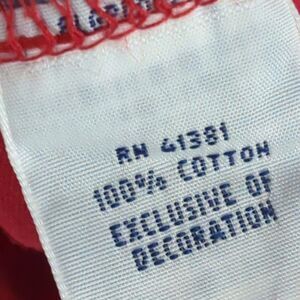 RN 41381
100% COTTON
EXCLUSIVE OF
DECORATION